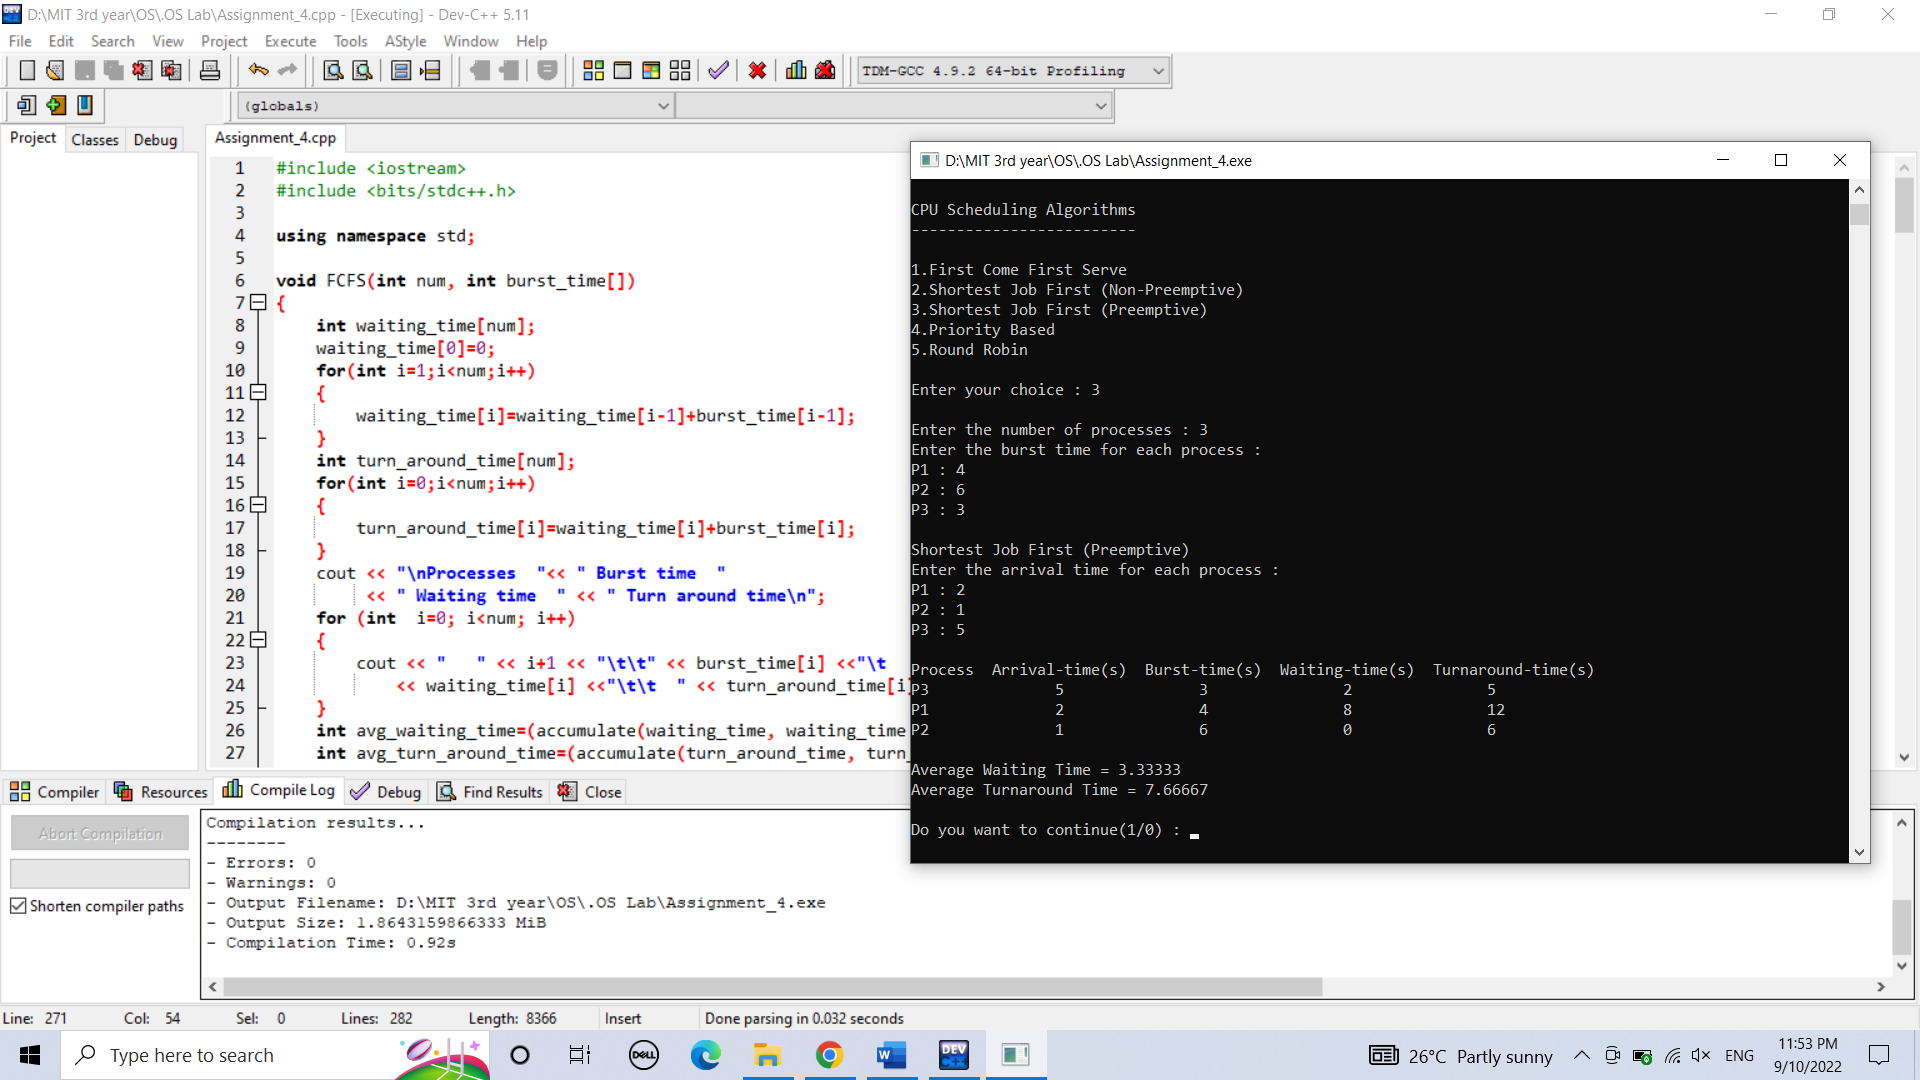 D:\MIT 3rd year\OS\.OS Lab\Assignment_4.cpp - [Executing] - Dev-C++ 5.11
File Edit Search View Project Execute Tools AStyle Window Help
TDM-GCC 4.9.2 64-bit Profiling
(globals)
Project Classes Debug
Assignment_4.cpp
1 #include <iostream>
2 #include <bits/stdc++.h>
3
4 using namespace std;
5
6 void FCFS(int num, int burst_time[])
7 {
8 int waiting_time[num];
9 waiting_time[0]=0;
10 for(int i=1;i<num;i++)
11 {
12 waiting_time[i]=waiting_time[i-1]+burst_time[i-1];
13 }
14 int turn_around_time[num];
15 for(int i=0;i<num;i++)
16 {
17 turn_around_time[i]=waiting_time[i]+burst_time[i];
18 }
19 cout << "\nProcesses  "<< " Burst time  "
20 << " Waiting time  " << " Turn around time\n";
21 for (int  i=0; i<num; i++)
22 {
23 cout << "   " << i+1 << "\t\t" << burst_time[i] <<"\t
24 << waiting_time[i] <<"\t\t  " << turn_around_time[i]
25 }
26 int avg_waiting_time=(accumulate(waiting_time, waiting_time
27 int avg_turn_around_time=(accumulate(turn_around_time, turn_
D:\MIT 3rd year\OS\.OS Lab\Assignment_4.exe
CPU Scheduling Algorithms
-------------------------
1.First Come First Serve
2.Shortest Job First (Non-Preemptive)
3.Shortest Job First (Preemptive)
4.Priority Based
5.Round Robin
Enter your choice : 3
Enter the number of processes : 3
Enter the burst time for each process :
P1 : 4
P2 : 6
P3 : 3
Shortest Job First (Preemptive)
Enter the arrival time for each process :
P1 : 2
P2 : 1
P3 : 5
Process  Arrival-time(s)  Burst-time(s)  Waiting-time(s)  Turnaround-time(s)
P3 5 3 2 5
P1 2 4 8 12
P2 1 6 0 6
Average Waiting Time = 3.33333
Average Turnaround Time = 7.66667
Do you want to continue(1/0) :
Compiler Resources Compile Log Debug Find Results Close
Abort Compilation
Shorten compiler paths
Compilation results...
--------
- Errors: 0
- Warnings: 0
- Output Filename: D:\MIT 3rd year\OS\.OS Lab\Assignment_4.exe
- Output Size: 1.8643159866333 MiB
- Compilation Time: 0.92s
Line: 271 Col: 54 Sel: 0 Lines: 282 Length: 8366 Insert Done parsing in 0.032 seconds
Type here to search
DELL
W
DEV C++
26°C Partly sunny
ENG
11:53 PM
9/10/2022